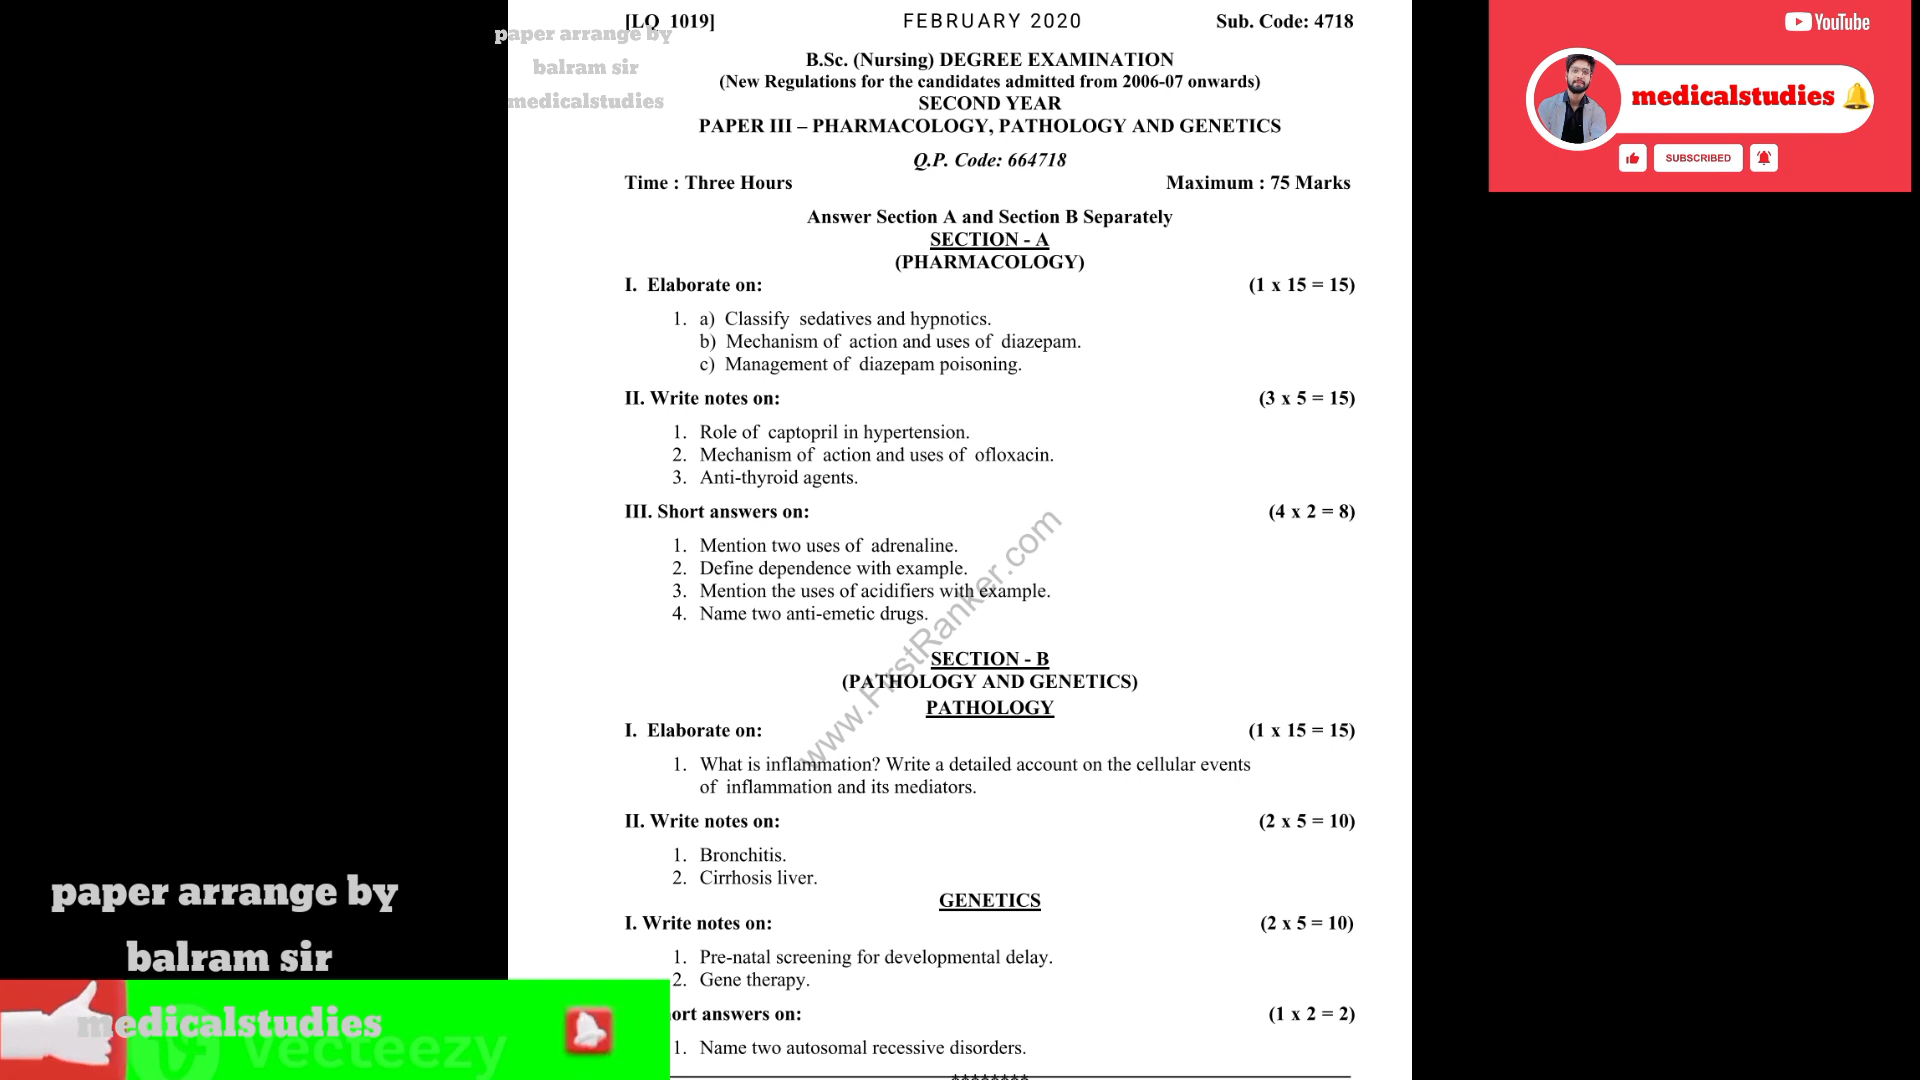 [LQ 1019]
FEBRUARY 2020
Sub. Code: 4718
paper arrange by
balram sir
medicalstudies
B.Sc. (Nursing) DEGREE EXAMINATION
(New Regulations for the candidates admitted from 2006-07 onwards)
SECOND YEAR
PAPER III – PHARMACOLOGY, PATHOLOGY AND GENETICS
Q.P. Code: 664718
Time : Three Hours
Maximum : 75 Marks
Answer Section A and Section B Separately
SECTION - A
(PHARMACOLOGY)
I. Elaborate on: (1 x 15 = 15)
1. a) Classify sedatives and hypnotics.
b) Mechanism of action and uses of diazepam.
c) Management of diazepam poisoning.
II. Write notes on: (3 x 5 = 15)
1. Role of captopril in hypertension.
2. Mechanism of action and uses of ofloxacin.
3. Anti-thyroid agents.
III. Short answers on: (4 x 2 = 8)
1. Mention two uses of adrenaline.
2. Define dependence with example.
3. Mention the uses of acidifiers with example.
4. Name two anti-emetic drugs.
www.FirstRanker.com
SECTION - B
(PATHOLOGY AND GENETICS)
PATHOLOGY
I. Elaborate on: (1 x 15 = 15)
1. What is inflammation? Write a detailed account on the cellular events
of inflammation and its mediators.
II. Write notes on: (2 x 5 = 10)
1. Bronchitis.
2. Cirrhosis liver.
GENETICS
I. Write notes on: (2 x 5 = 10)
1. Pre-natal screening for developmental delay.
2. Gene therapy.
ort answers on: (1 x 2 = 2)
1. Name two autosomal recessive disorders.
********
YouTube
medicalstudies
SUBSCRIBED
paper arrange by
balram sir
medicalstudies
vecteezy